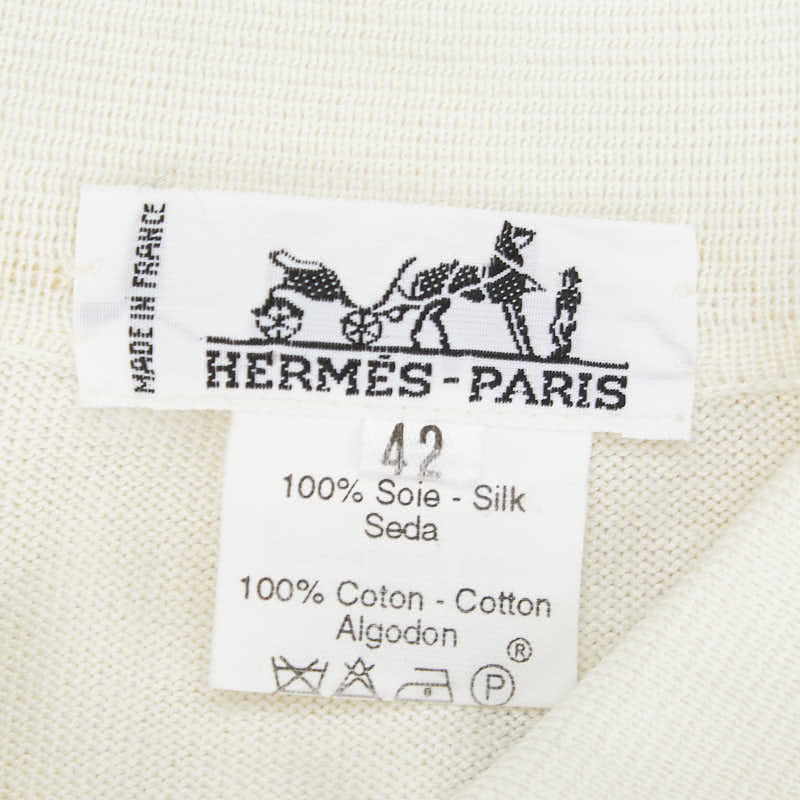 MADE IN FRANCE
HERMÈS-PARIS
42
100% Soie - Silk
Seda
100% Coton - Cotton
Algodon
®
P